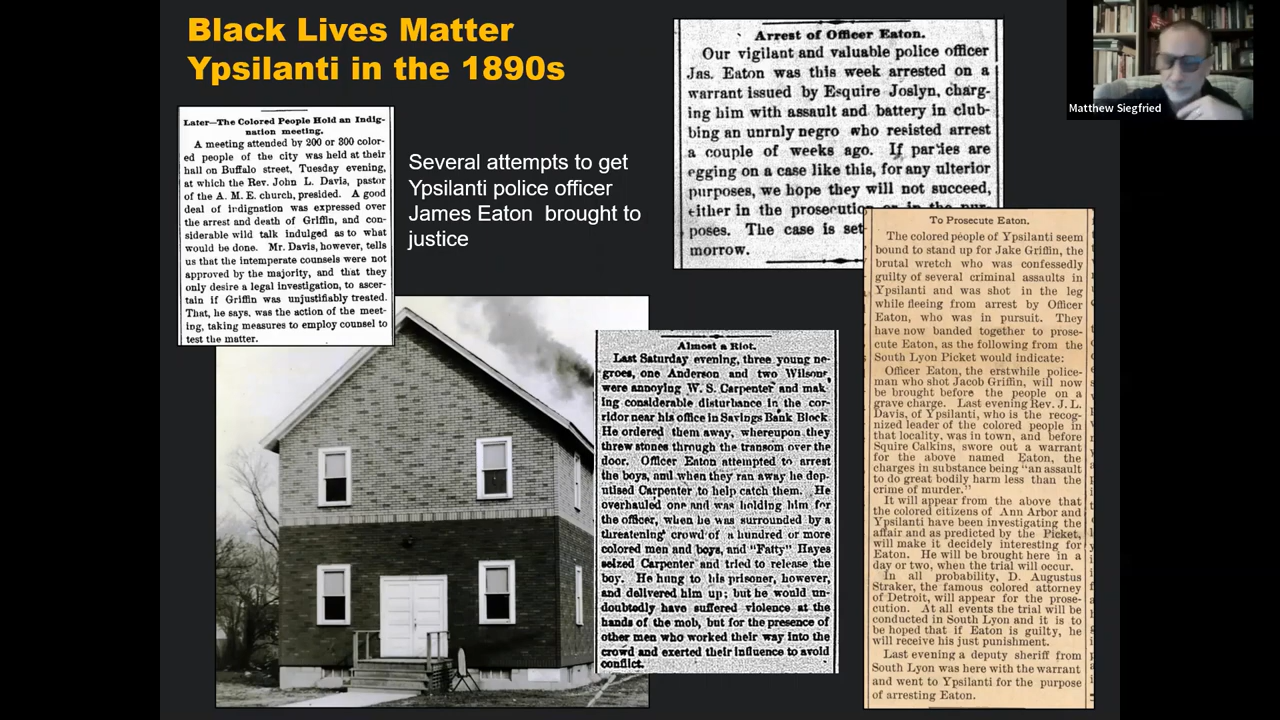 Black Lives Matter
Ypsilanti in the 1890s
Later—The Colored People Hold an Indig-
nation meeting.
A meeting attended by 200 or 300 color-
ed people of the city was held at their
hall on Buffalo street, Tuesday evening,
at which the Rev. John L. Davis, pastor
of the A. M. E. church, presided. A good
deal of indignation was expressed over
the arrest and death of Griffin, and con-
siderable wild talk indulged as to what
would be done. Mr. Davis, however, tells
us that the intemperate counsels were not
approved by the majority, and that they
only desire a legal investigation, to ascer-
tain if Griffin was unjustifiably treated.
That, he says, was the action of the meet-
ing, taking measures to employ counsel to
test the matter.
Several attempts to get
Ypsilanti police officer
James Eaton brought to
justice
Arrest of Officer Eaton.
Our vigilant and valuable police officer
Jas. Eaton was this week arrested on a
warrant issued by Esquire Joslyn, charg-
ing him with assault and battery in club-
bing an unruly negro who resisted arrest
a couple of weeks ago. If parties are
egging on a case like this, for any ulterior
purposes, we hope they will not succeed,
either in the prosecution or in the pur-
poses. The case is set
morrow.
Almost a Riot.
Last Saturday evening, three young ne-
groes, one Anderson and two Wilsons,
were annoying W. S. Carpenter and mak-
ing considerable disturbance in the cor-
ridor near his office in Savings Bank Block
He ordered them away, whereupon they
threw stones through the transom over the
door. Officer Eaton attempted to arrest
the boys, and when they ran away he dep-
utised Carpenter to help catch them. He
overhauled one and was holding him for
the officer, when he was surrounded by a
threatening crowd of a hundred or more
colored men and boys, and "Fatty" Hayes
seized Carpenter and tried to release the
boy. He hung to his prisoner, however,
and delivered him up; but he would un-
doubtedly have suffered violence at the
hands of the mob, but for the presence of
other men who worked their way into the
crowd and exerted their influence to avoid
conflict.
To Prosecute Eaton.
The colored people of Ypsilanti seem
bound to stand up for Jake Griffin, the
brutal wretch who was confessedly
guilty of several criminal assaults in
Ypsilanti and was shot in the leg
while fleeing from arrest by Officer
Eaton, who was in pursuit. They
have now banded together to prose-
cute Eaton, as the following from the
South Lyon Picket would indicate:
Officer Eaton, the erstwhile police-
man who shot Jacob Griffin, will now
be brought before the people on a
grave charge. Last evening Rev. J. L.
Davis, of Ypsilanti, who is the recog-
nized leader of the colored people in
that locality, was in town, and before
Squire Calkins, swore out a warrant
for the above named Eaton, the
charges in substance being "an assault
to do great bodily harm less than the
crime of murder."
It will appear from the above that
the colored citizens of Ann Arbor and
Ypsilanti have been investigating the
affair and as predicted by the Picket,
will make it decidely interesting for
Eaton. He will be brought here in a
day or two, when the trial will occur.
In all probability, D. Augustus
Straker, the famous colored attorney
of Detroit, will appear for the prose-
cution. At all events the trial will be
conducted in South Lyon and it is to
be hoped that if Eaton is guilty, he
will receive his just punishment.
Last evening a deputy sheriff from
South Lyon was here with the warrant
and went to Ypsilanti for the purpose
of arresting Eaton.
Matthew Siegfried